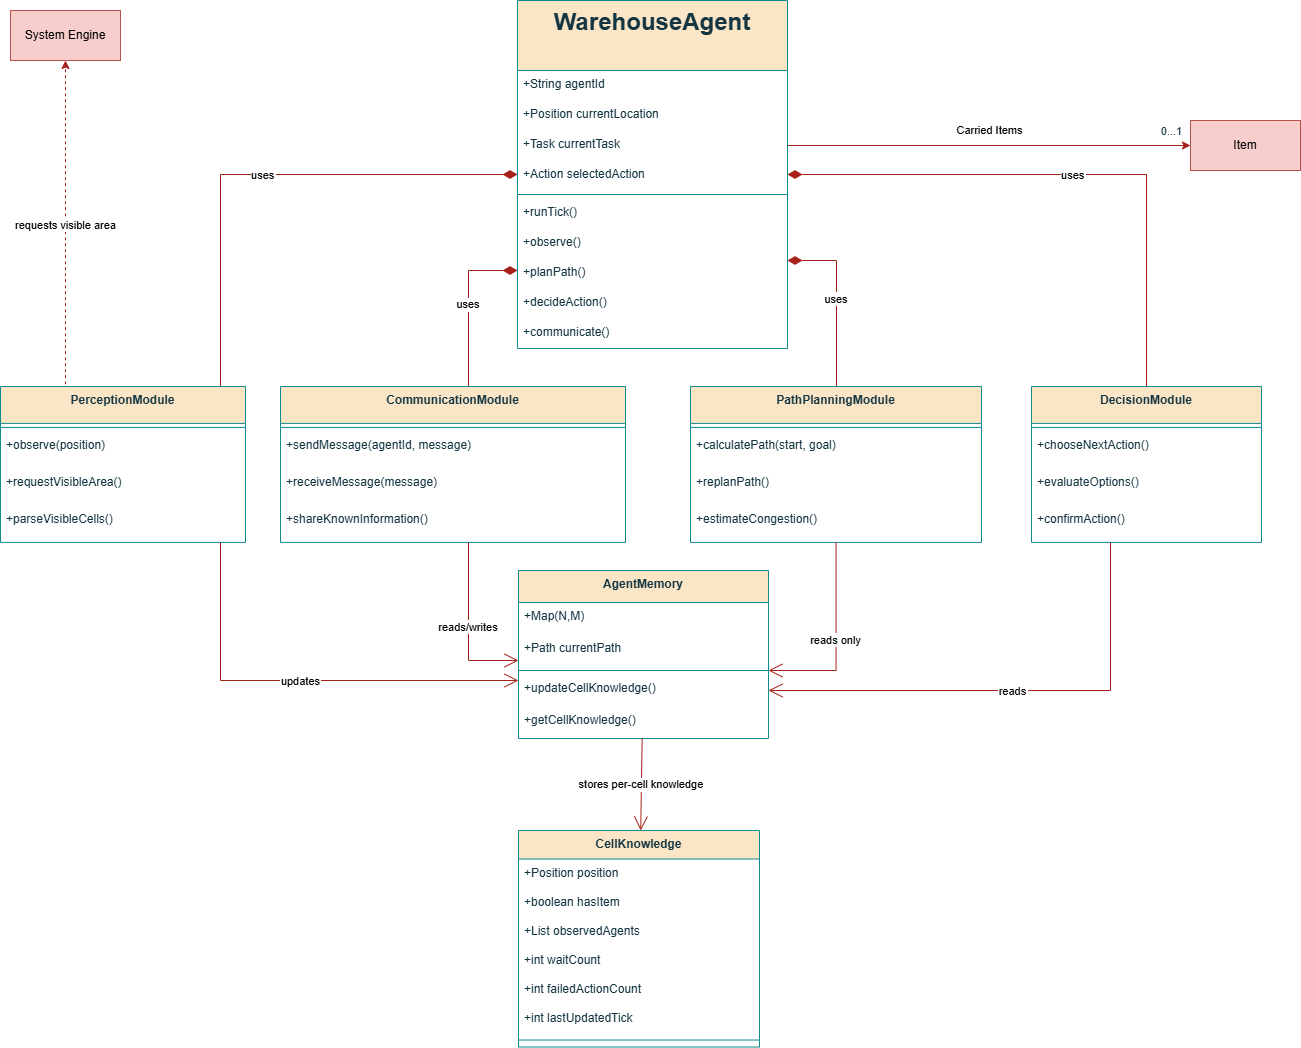 System Engine
WarehouseAgent
+String agentId
+Position currentLocation
+Task currentTask
+Action selectedAction
+runTick()
+observe()
+planPath()
+decideAction()
+communicate()
Carried Items
0...1
Item
uses
uses
requests visible area
uses
uses
PerceptionModule
+observe(position)
+requestVisibleArea()
+parseVisibleCells()
CommunicationModule
+sendMessage(agentId, message)
+receiveMessage(message)
+shareKnownInformation()
PathPlanningModule
+calculatePath(start, goal)
+replanPath()
+estimateCongestion()
DecisionModule
+chooseNextAction()
+evaluateOptions()
+confirmAction()
AgentMemory
+Map(N,M)
+Path currentPath
+updateCellKnowledge()
+getCellKnowledge()
reads/writes
reads only
updates
reads
stores per-cell knowledge
CellKnowledge
+Position position
+boolean hasItem
+List observedAgents
+int waitCount
+int failedActionCount
+int lastUpdatedTick